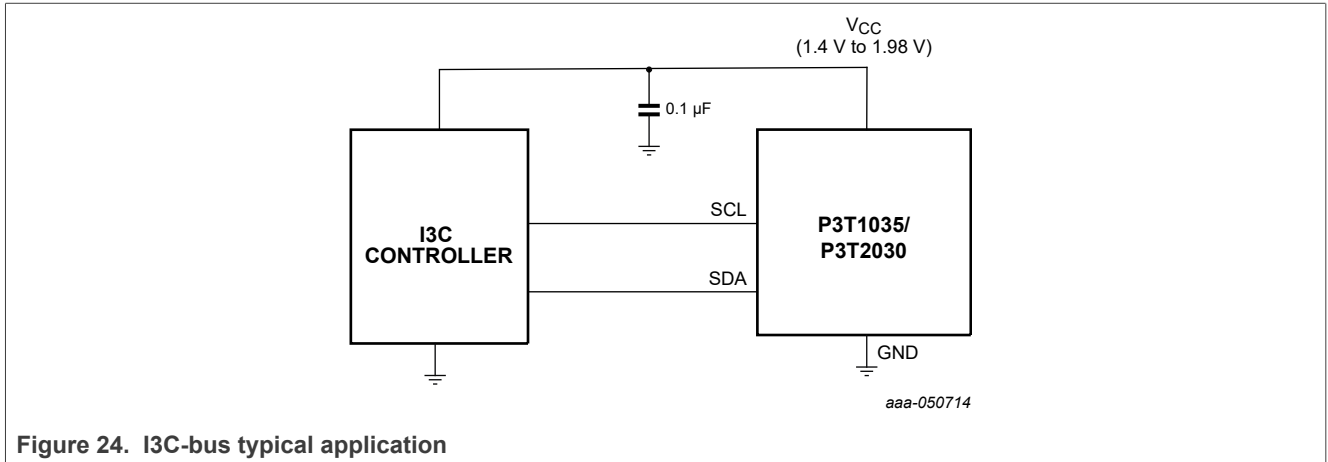 VCC
(1.4 V to 1.98 V)
0.1 µF
I3C
CONTROLLER
SCL
SDA
P3T1035/
P3T2030
GND
aaa-050714
Figure 24. I3C-bus typical application